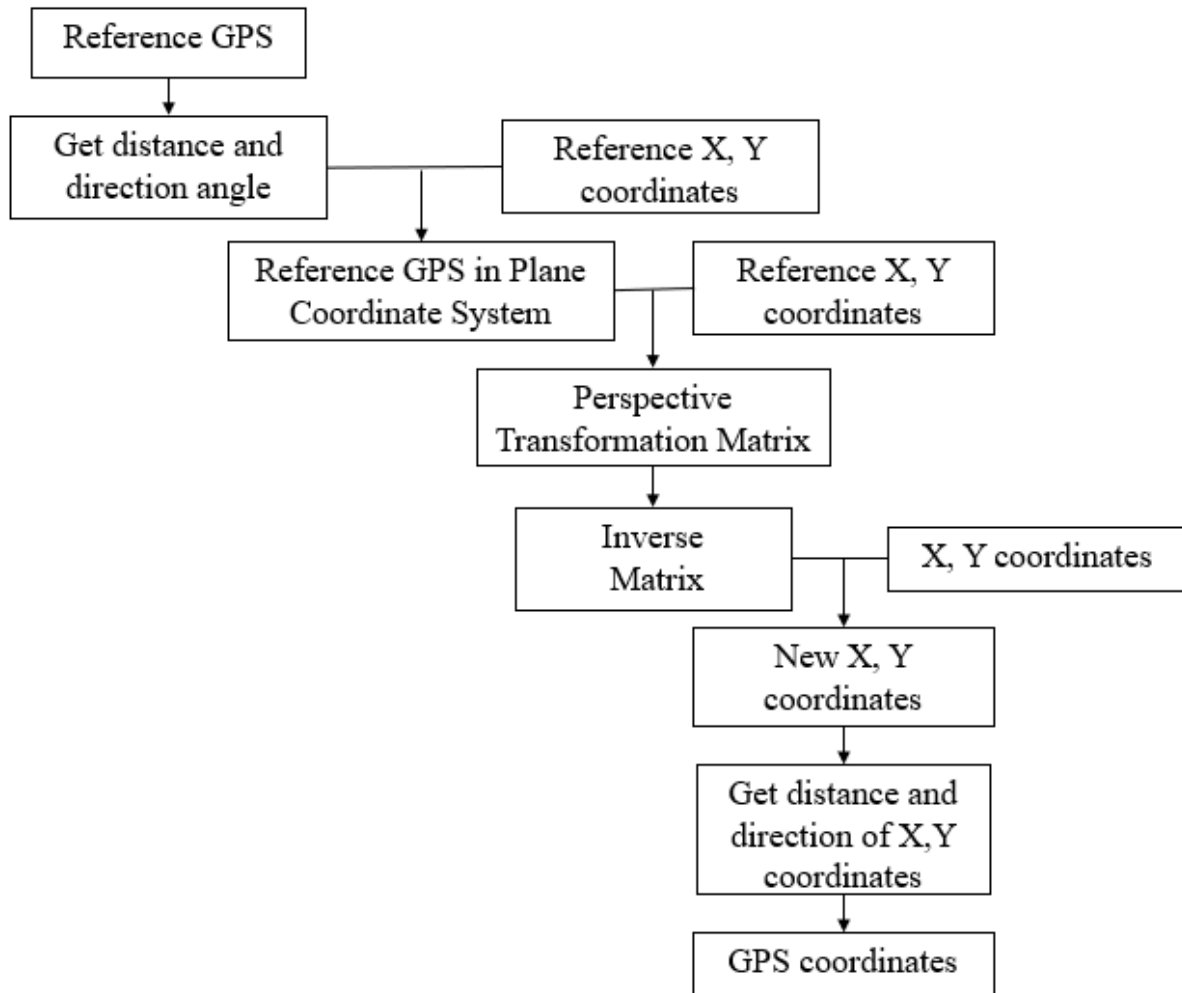 Reference GPS
Get distance and
direction angle
Reference X, Y
coordinates
Reference GPS in Plane
Coordinate System
Reference X, Y
coordinates
Perspective
Transformation Matrix
Inverse
Matrix
X, Y coordinates
New X, Y
coordinates
Get distance and
direction of X,Y
coordinates
GPS coordinates